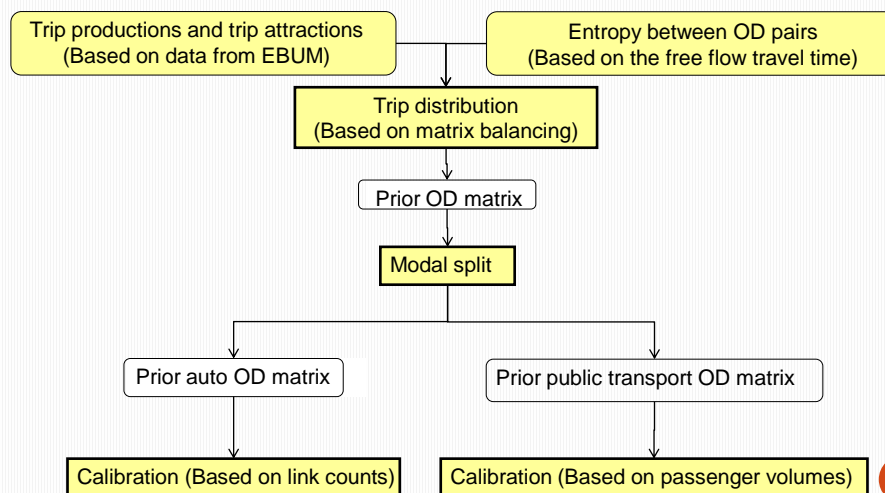 Trip productions and trip attractions
(Based on data from EBUM)
Entropy between OD pairs
(Based on the free flow travel time)
Trip distribution
(Based on matrix balancing)
Prior OD matrix
Modal split
Prior auto OD matrix
Prior public transport OD matrix
Calibration (Based on link counts)
Calibration (Based on passenger volumes)